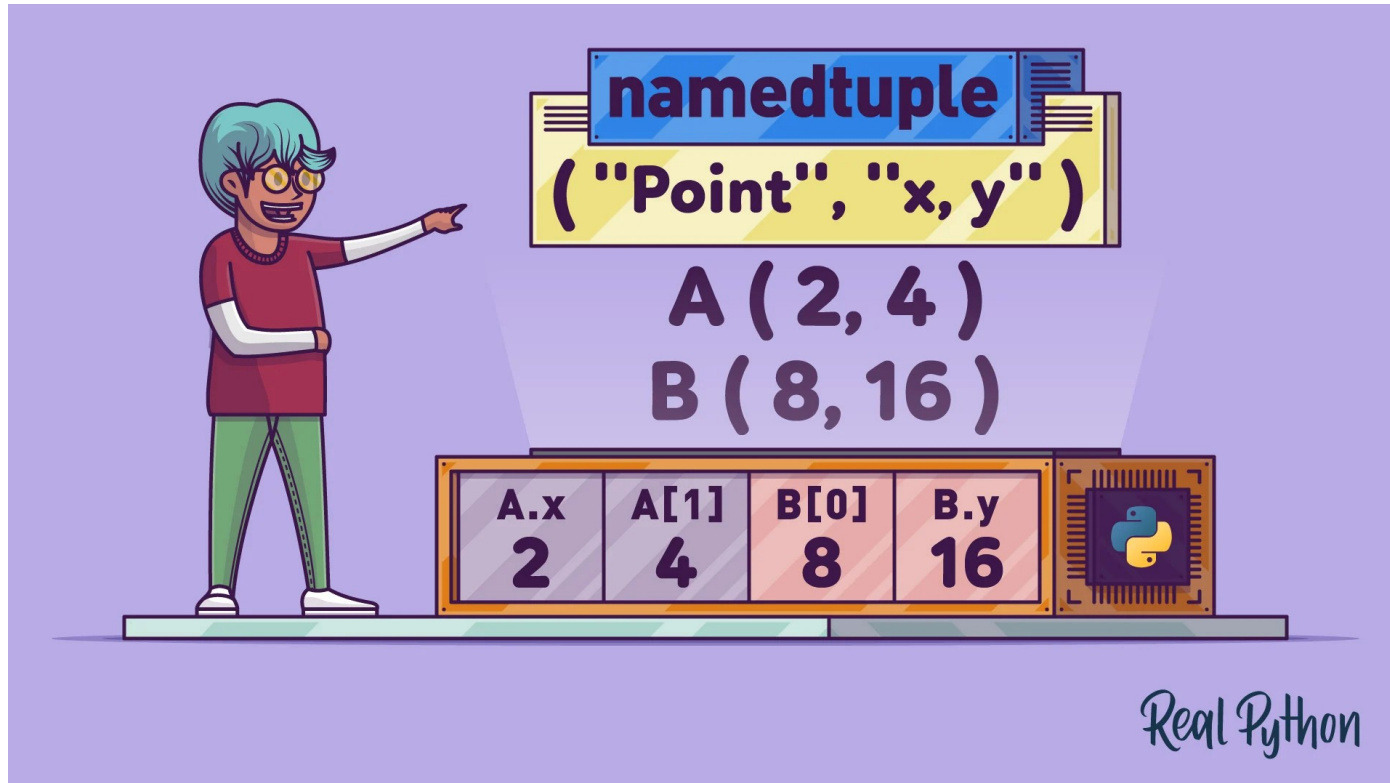 namedtuple
( "Point", "x, y" )
A ( 2, 4 )
B ( 8, 16 )
A.x A[1] B[0] B.y
2 4 8 16
Real Python